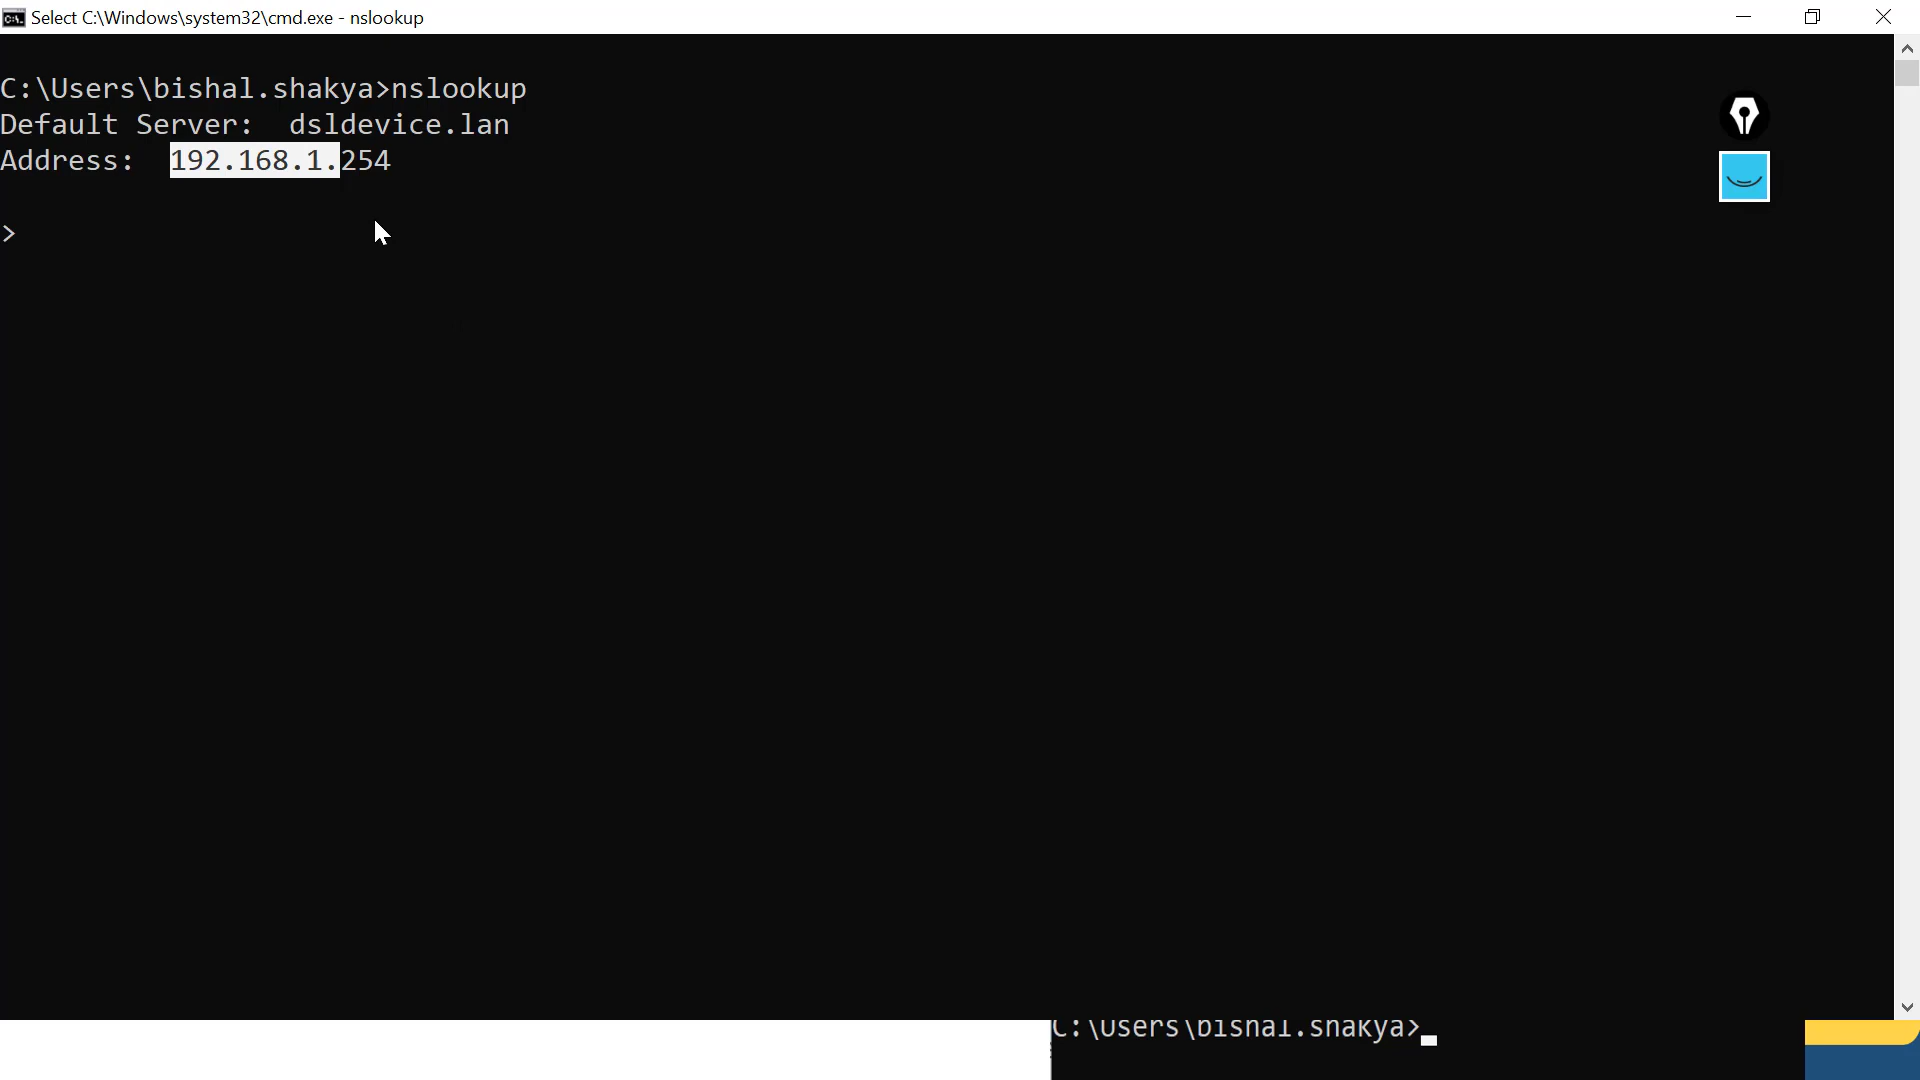 Select C:\Windows\system32\cmd.exe - nslookup
C:\Users\bishal.shakya>nslookup
Default Server:  dsldevice.lan
Address:  192.168.1.254
>
C:\Users\bishal.shakya>